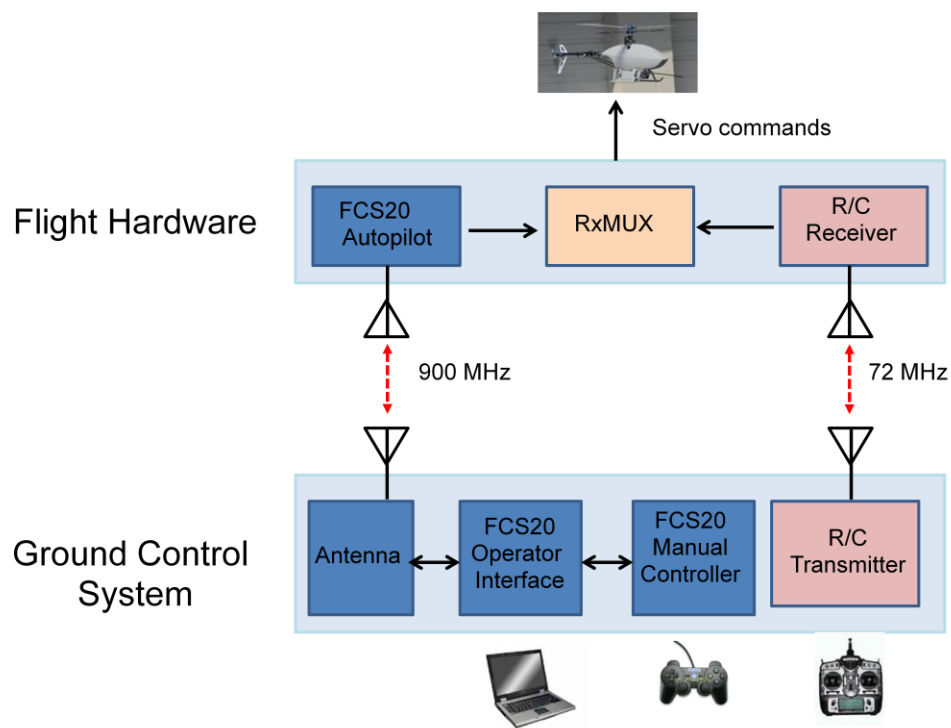 Servo commands
Flight Hardware
FCS20
Autopilot
RxMUX
R/C
Receiver
900 MHz
72 MHz
Ground Control
System
Antenna
FCS20
Operator
Interface
FCS20
Manual
Controller
R/C
Transmitter